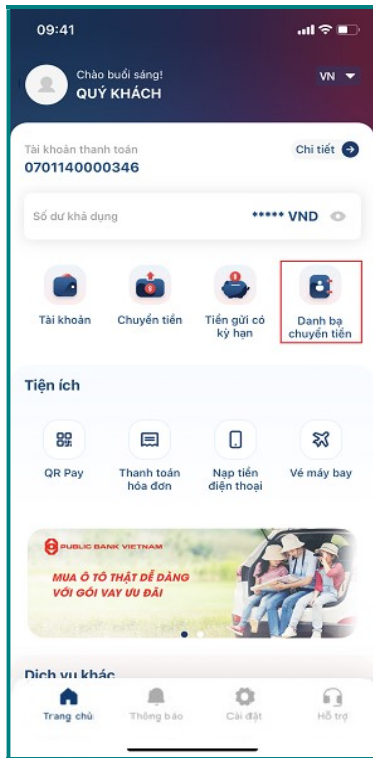 09:41
Chào buổi sáng!
QUÝ KHÁCH
VN
Tài khoản thanh toán
0701140000346
Chi tiết
Số dư khả dụng
***** VND
Tài khoản
Chuyển tiền
Tiền gửi có
kỳ hạn
Danh bạ
chuyển tiền
Tiện ích
QR Pay
Thanh toán
hóa đơn
Nạp tiền
điện thoại
Vé máy bay
PUBLIC BANK VIETNAM
MUA Ô TÔ THẬT DỄ DÀNG
VỚI GÓI VAY ƯU ĐÃI
Dịch vụ khác
Trang chủ
Thông báo
Cài đặt
Hỗ trợ